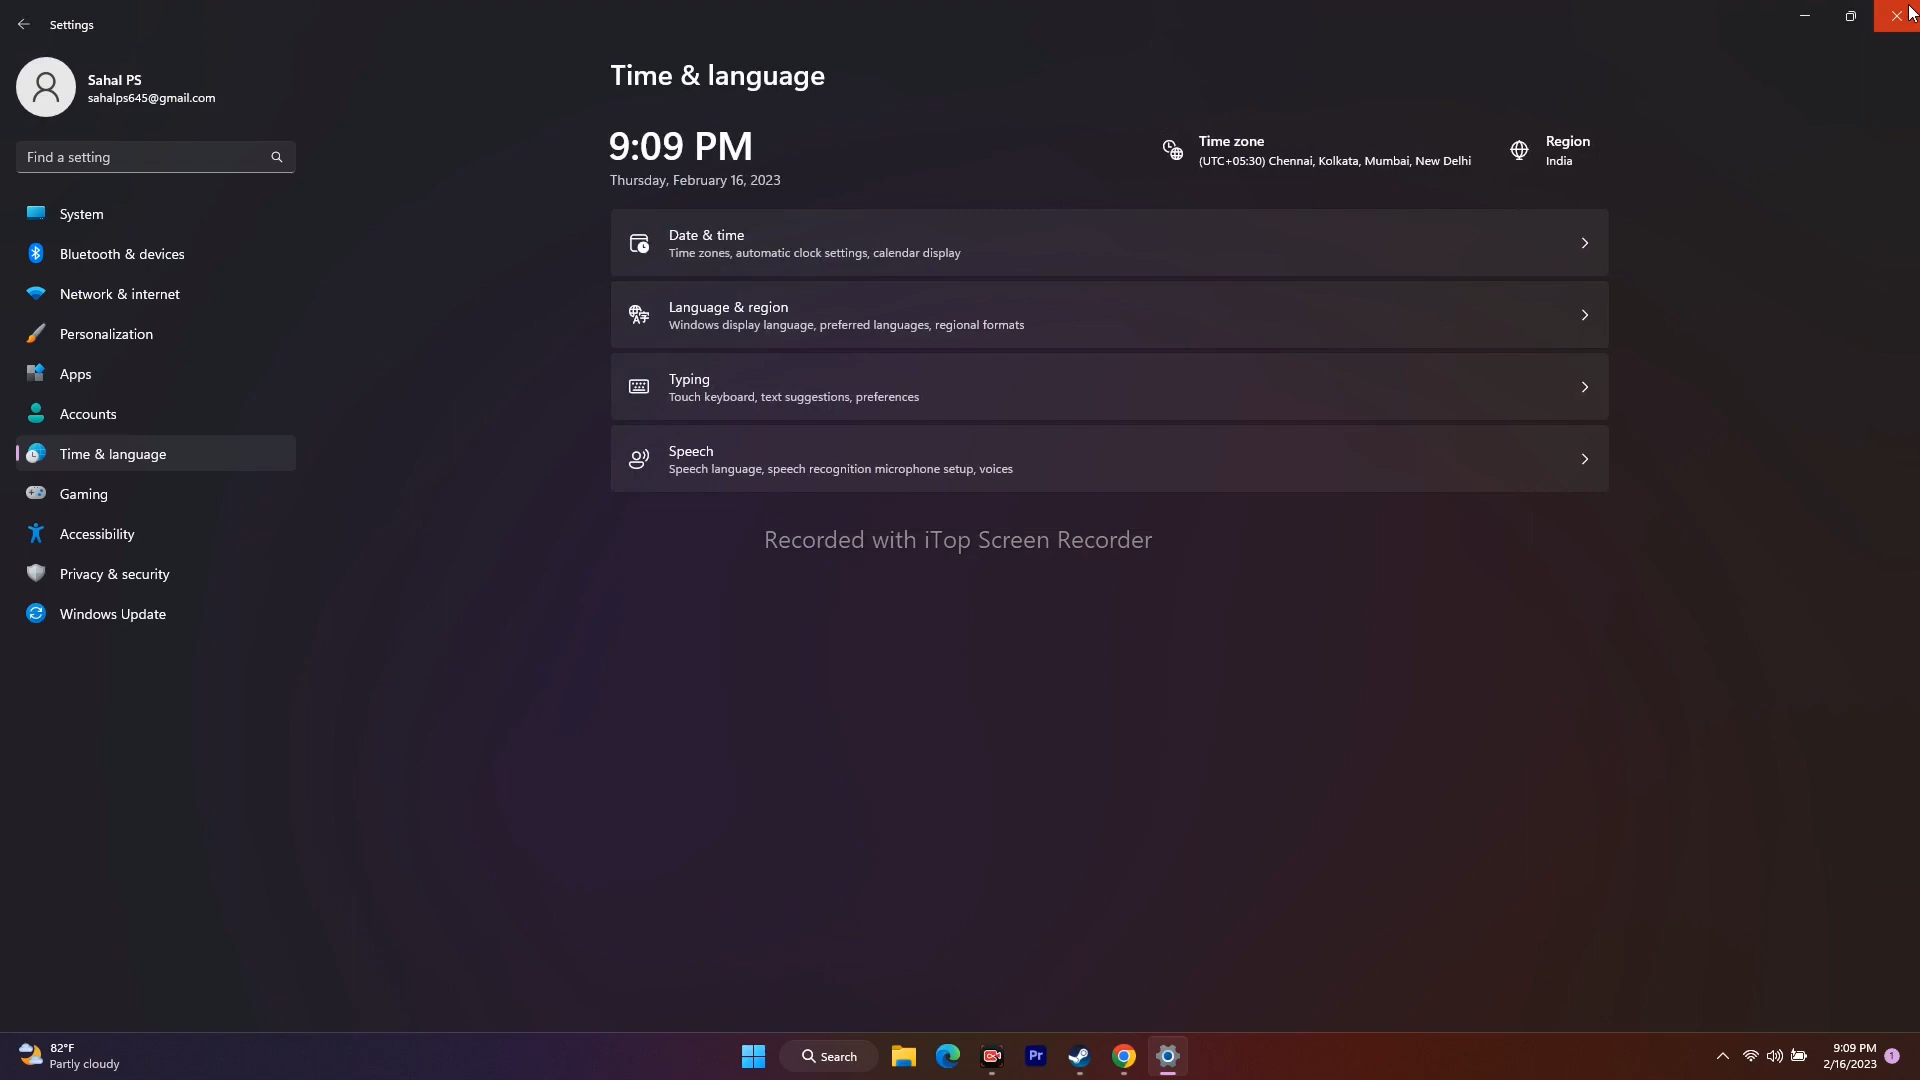 Settings
Sahal PS
sahalps645@gmail.com
Find a setting
System
Bluetooth & devices
Network & internet
Personalization
Apps
Accounts
Time & language
Gaming
Accessibility
Privacy & security
Windows Update
Time & language
9:09 PM
Thursday, February 16, 2023
Time zone
(UTC+05:30) Chennai, Kolkata, Mumbai, New Delhi
Region
India
Date & time
Time zones, automatic clock settings, calendar display
Language & region
Windows display language, preferred languages, regional formats
Typing
Touch keyboard, text suggestions, preferences
Speech
Speech language, speech recognition microphone setup, voices
Recorded with iTop Screen Recorder
82°F
Partly cloudy
Search
Pr
9:09 PM
2/16/2023
1